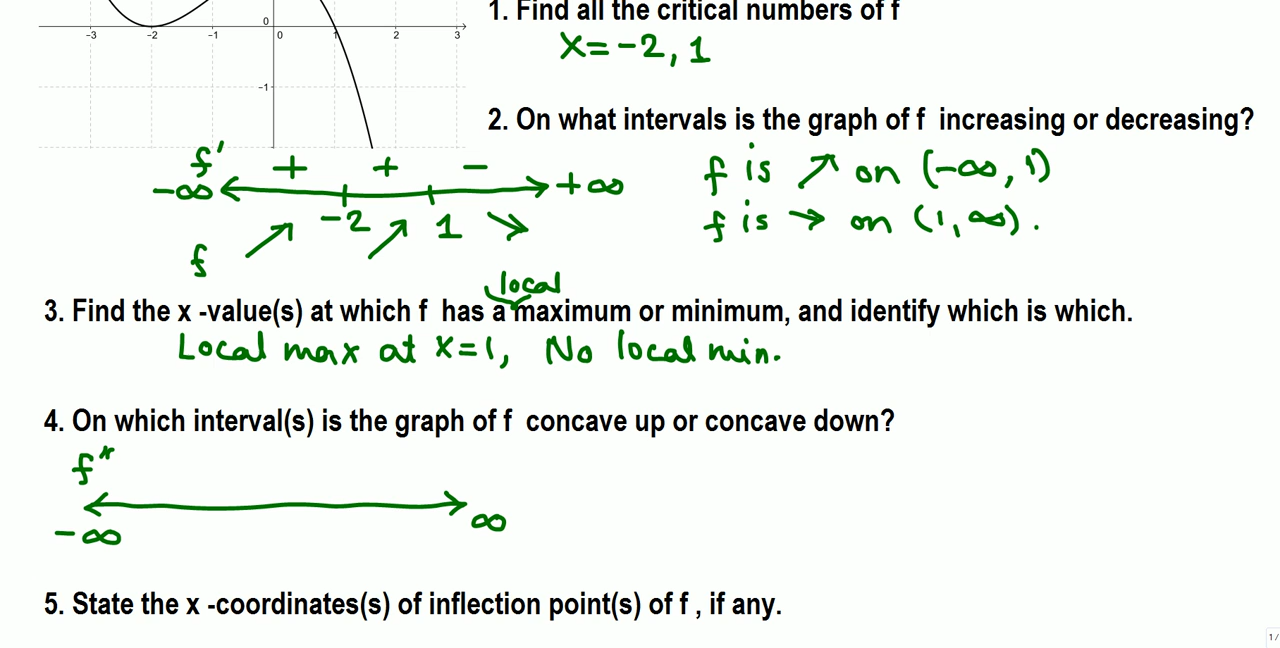 1. Find all the critical numbers of f
x = -2, 1
0
-3 -2 -1 0 1 2 3
-1
2. On what intervals is the graph of f increasing or decreasing?
f' + + -
-∞ +∞
-2 1
f
f is ↗ on (-∞, 1)
f is → on (1, ∞).
local
3. Find the x -value(s) at which f has a maximum or minimum, and identify which is which.
Local max at x=1, No local min.
4. On which interval(s) is the graph of f concave up or concave down?
f"
-∞ ∞
5. State the x -coordinates(s) of inflection point(s) of f , if any.
1/